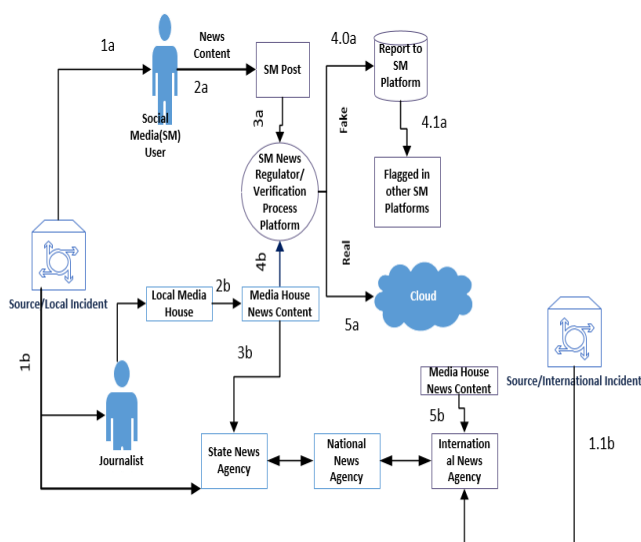 1a
News
Content
2a
Social
Media(SM)
User
SM Post
3a
4.0a
Report to
SM
Platform
4.1a
Fake
Flagged in
other SM
Platforms
SM News
Regulator/
Verification
Process
Platform
Real
4b
Cloud
5a
Source/Local Incident
Local Media
House
2b
Media House
News Content
3b
1b
Journalist
State News
Agency
National
News
Agency
Media House
News Content
5b
Internation
al News
Agency
Source/International Incident
1.1b